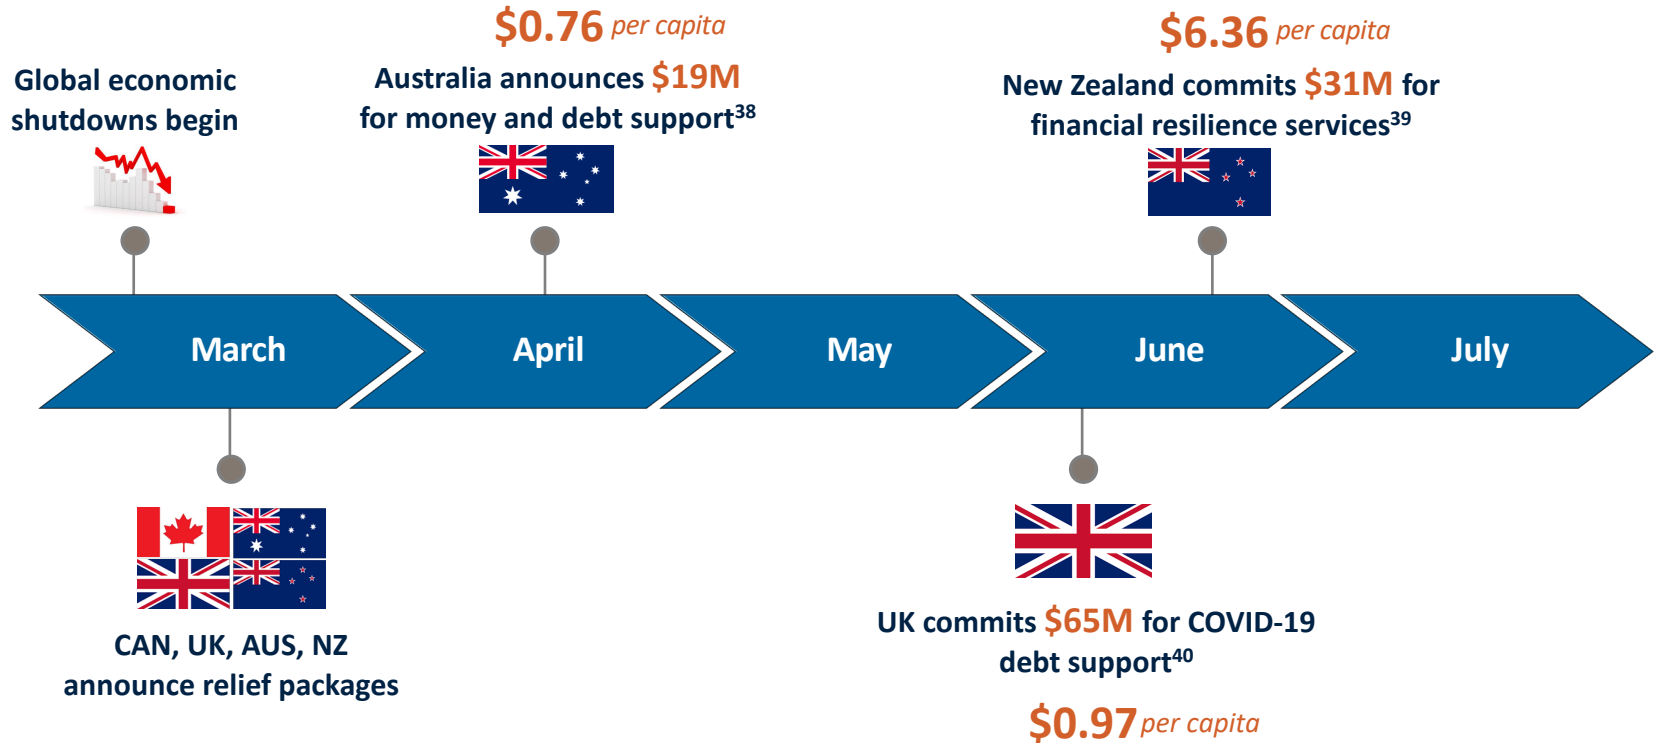 $0.76 per capita
$6.36 per capita
Global economic
shutdowns begin
Australia announces $19M
for money and debt support38
New Zealand commits $31M for
financial resilience services39
March
April
May
June
July
CAN, UK, AUS, NZ
announce relief packages
UK commits $65M for COVID-19
debt support40
$0.97 per capita